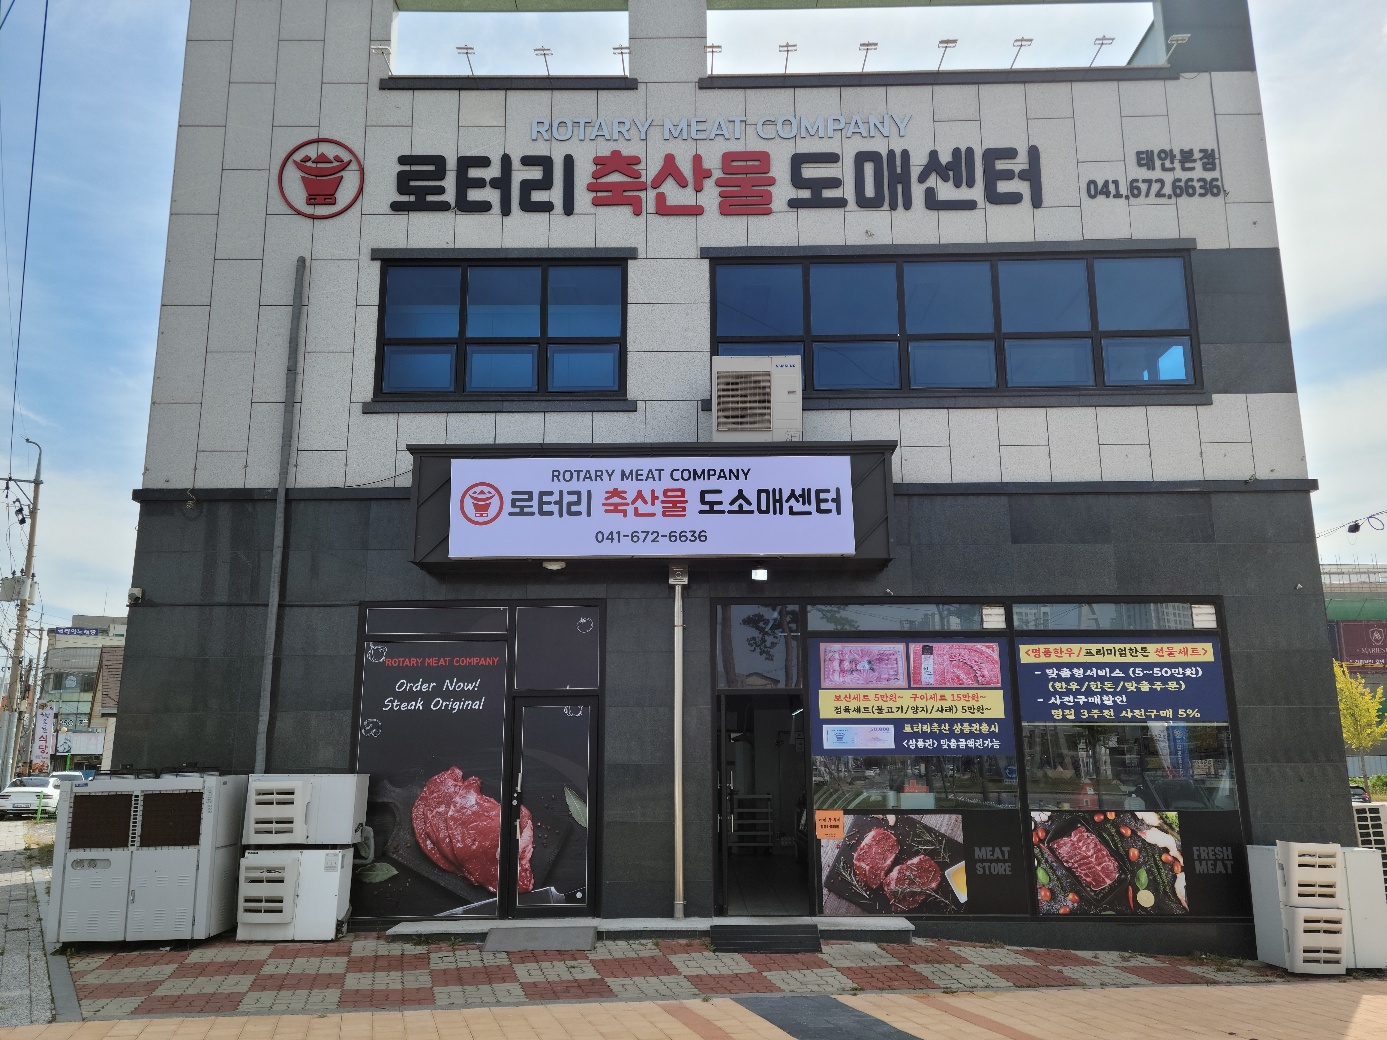 ROTARY MEAT COMPANY
로터리축산물도매센터
태안본점
041.672.6636
SAMSUNG
ROTARY MEAT COMPANY
로터리 축산물 도소매센터
041-672-6636
ROTARY MEAT COMPANY
Order Now!
Steak Original
보신세트 5만원~ 구이세트 15만원~
정육세트(불고기/양지/사태) 5만원~
로터리축산 상품권출시
<상품권> 맞춤금액권가능
<명품한우/프리미엄한돈 선물세트>
- 맞춤형서비스 (5~50만원)
(한우/한돈/맞춤주문)
- 사전구매할인
명절 3주전 사전구매 5%
MEAT
STORE
FRESH
MEAT